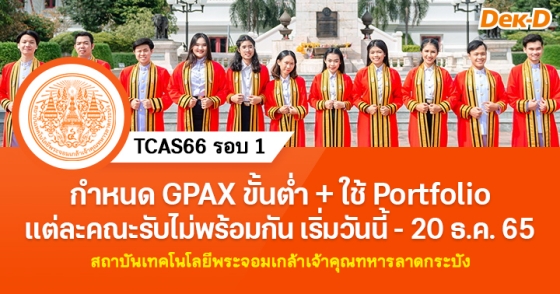 Dek-D
TCAS66 รอบ 1
กำหนด GPAX ขั้นต่ำ + ใช้ Portfolio
แต่ละคณะรับไม่พร้อมกัน เริ่มวันนี้ - 20 ธ.ค. 65
สถาบันเทคโนโลยีพระจอมเกล้าเจ้าคุณทหารลาดกระบัง